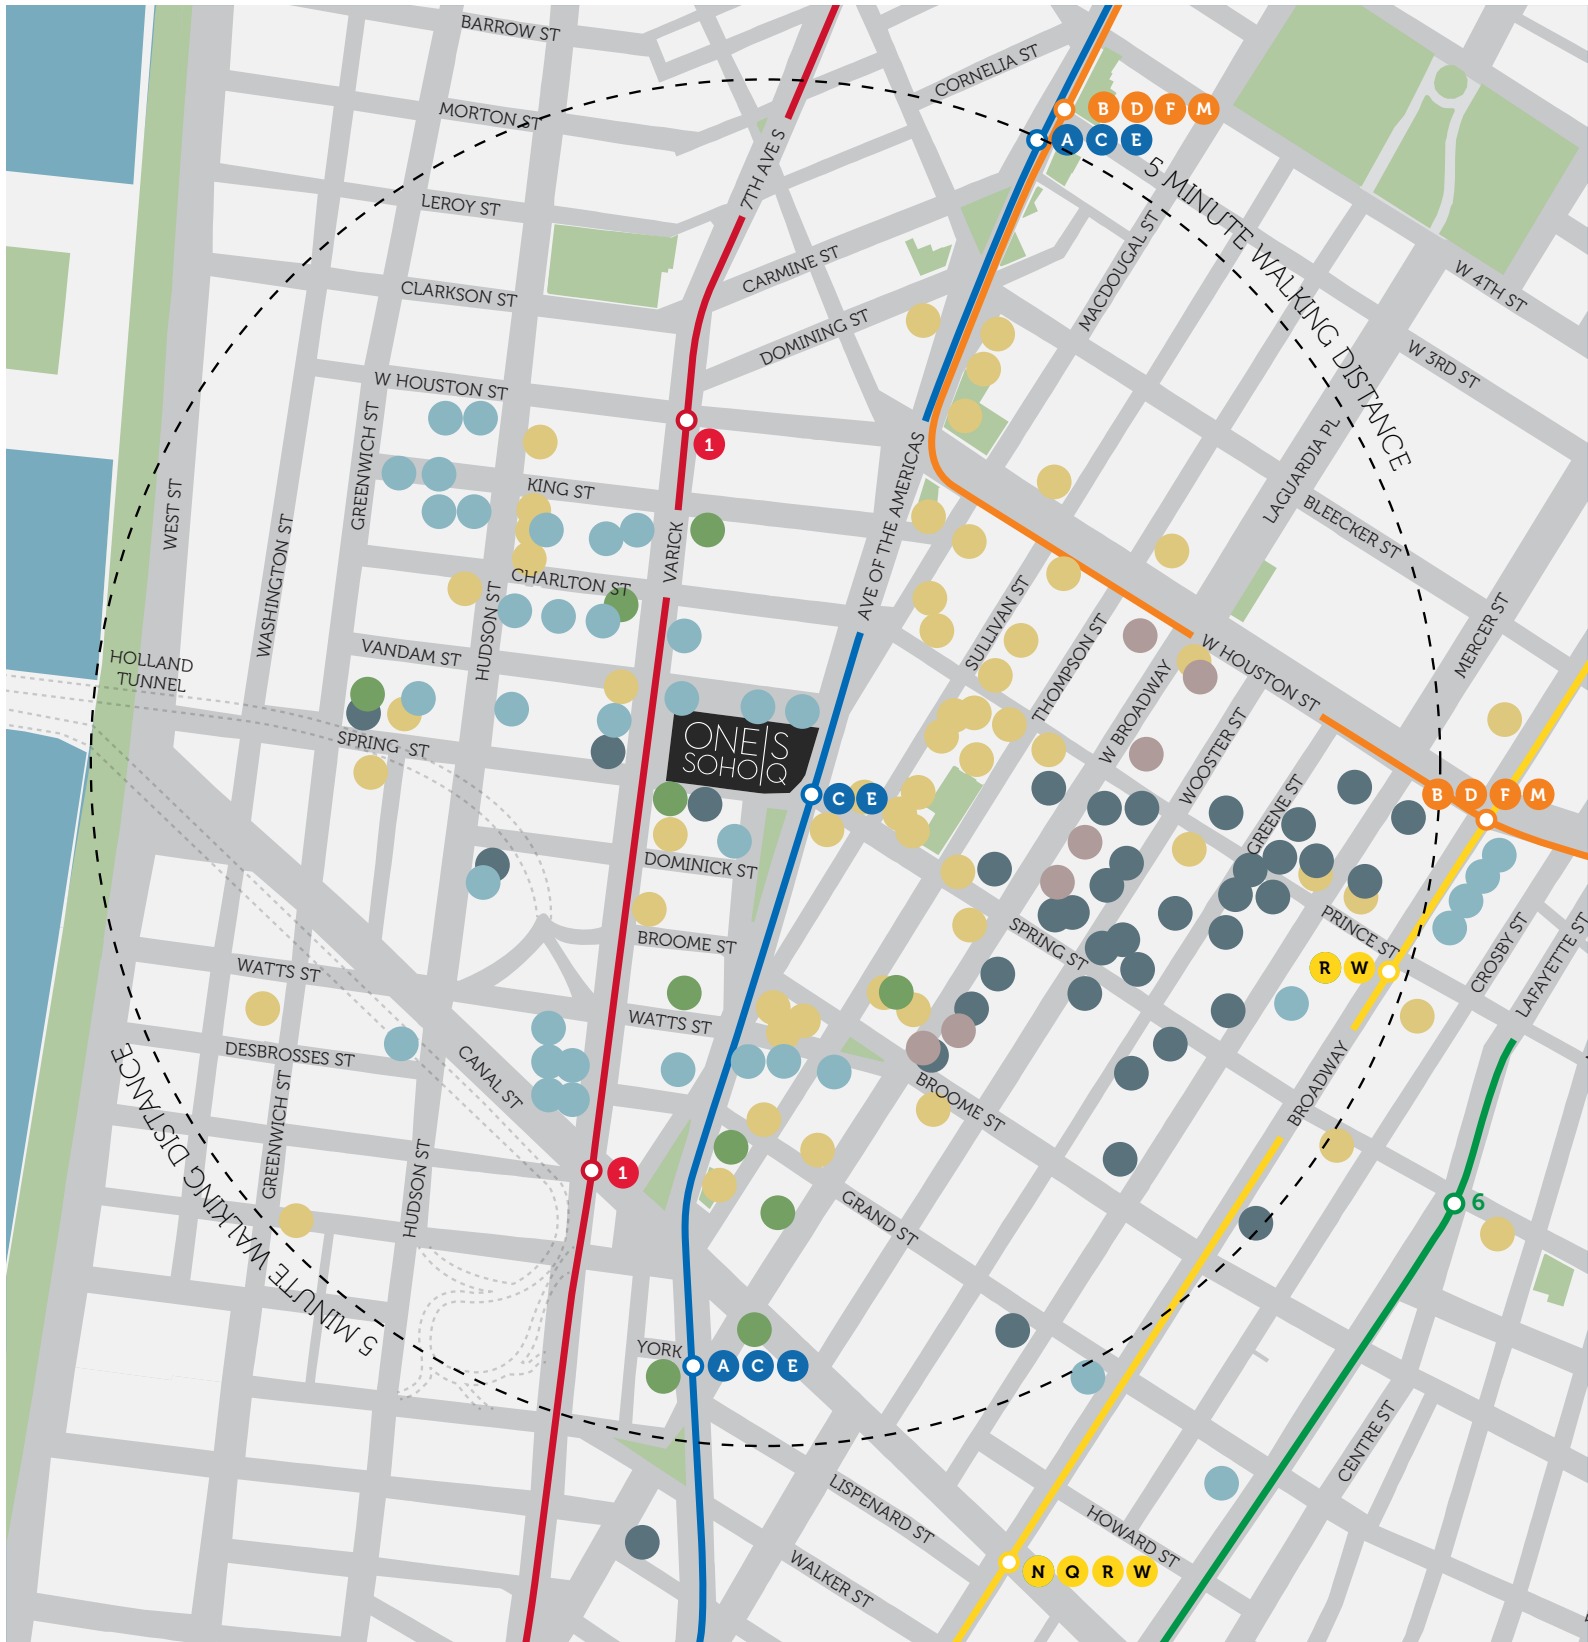 BARROW ST
CORNELIA ST
MORTON ST
B D F M
A C E
7TH AVE S
5 MINUTE WALKING DISTANCE
LEROY ST
MACDOUGAL ST
CARMINE ST
W 4TH ST
CLARKSON ST
DOMINING ST
W 3RD ST
W HOUSTON ST
GREENWICH ST
1
LAGUARDIA PL
AVE OF THE AMERICAS
KING ST
WEST ST
BLEECKER ST
WASHINGTON ST
VARICK
CHARLTON ST
HUDSON ST
SULLIVAN ST
THOMPSON ST
MERCER ST
VANDAM ST
W HOUSTON ST
HOLLAND
TUNNEL
W BROADWAY
WOOSTER ST
SPRING ST
ONE S
SOHO Q
GREENE ST
C E
B D F M
DOMINICK ST
PRINCE ST
BROOME ST
SPRING ST
CROSBY ST
LAFAYETTE ST
R W
WATTS ST
WATTS ST
DESBROSSES ST
CANAL ST
BROOME ST
BROADWAY
GREENWICH ST
HUDSON ST
1
5 MINUTE WALKING DISTANCE
GRAND ST
6
YORK
A C E
CENTRE ST
LISPENARD ST
HOWARD ST
WALKER ST
N Q R W